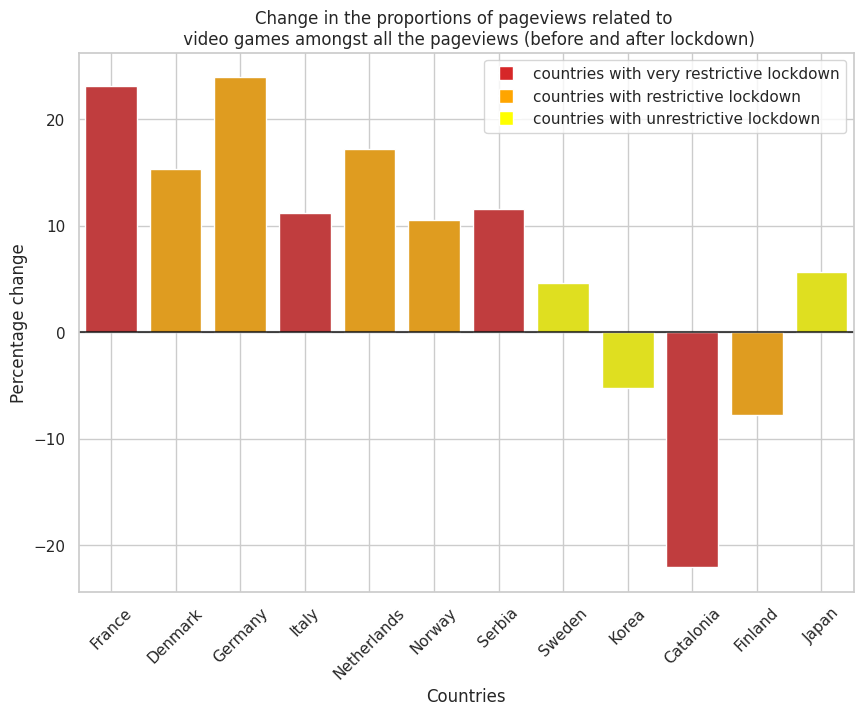 Change in the proportions of pageviews related to
video games amongst all the pageviews (before and after lockdown)
countries with very restrictive lockdown
countries with restrictive lockdown
countries with unrestrictive lockdown
Percentage change
20
10
0
−10
−20
France
Denmark
Germany
Italy
Netherlands
Norway
Serbia
Sweden
Korea
Catalonia
Finland
Japan
Countries